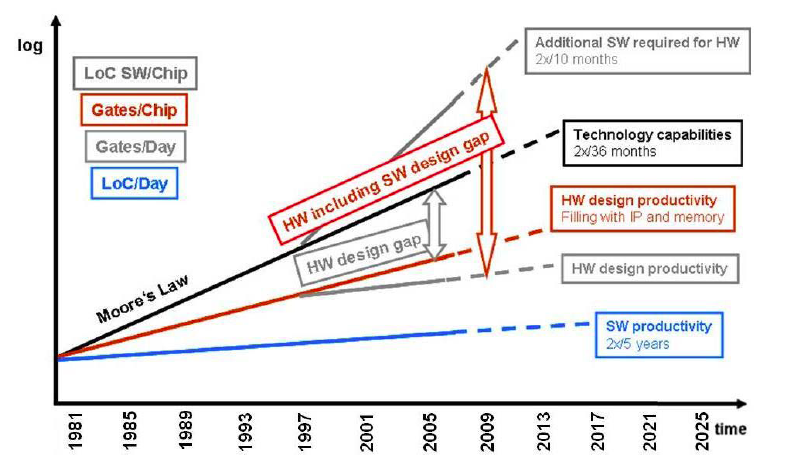 log
LoC SW/Chip
Gates/Chip
Gates/Day
LoC/Day
Additional SW required for HW
2x/10 months
Technology capabilities
2x/36 months
HW including SW design gap
HW design gap
HW design productivity
Filling with IP and memory
HW design productivity
Moore's Law
SW productivity
2x/5 years
1981
1985
1989
1993
1997
2001
2005
2009
2013
2017
2021
2025
time